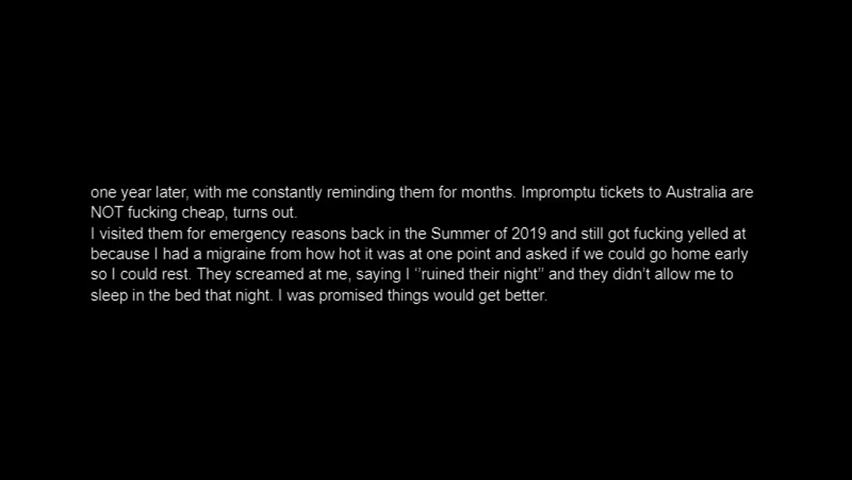 one year later, with me constantly reminding them for months. Impromptu tickets to Australia are
NOT fucking cheap, turns out.
I visited them for emergency reasons back in the Summer of 2019 and still got fucking yelled at
because I had a migraine from how hot it was at one point and asked if we could go home early
so I could rest. They screamed at me, saying I ‘’ruined their night’’ and they didn’t allow me to
sleep in the bed that night. I was promised things would get better.